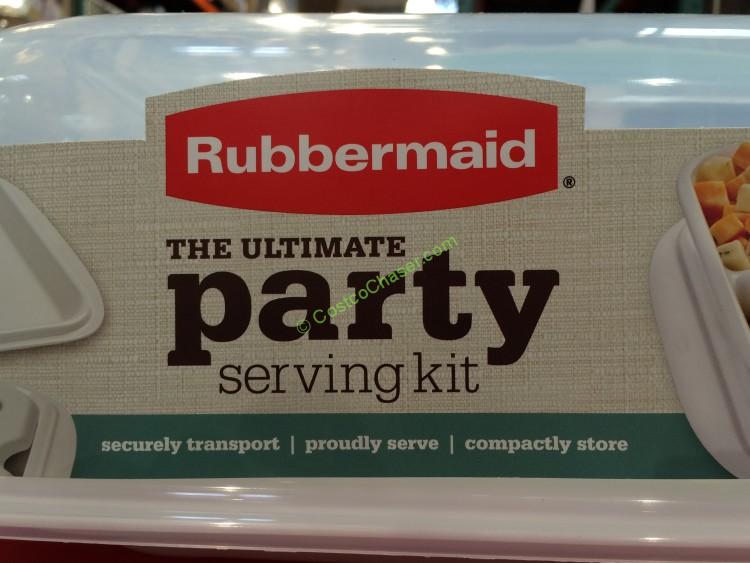 Rubbermaid®
THE ULTIMATE
party
serving kit
securely transport | proudly serve | compactly store
© CostcoChaser.com